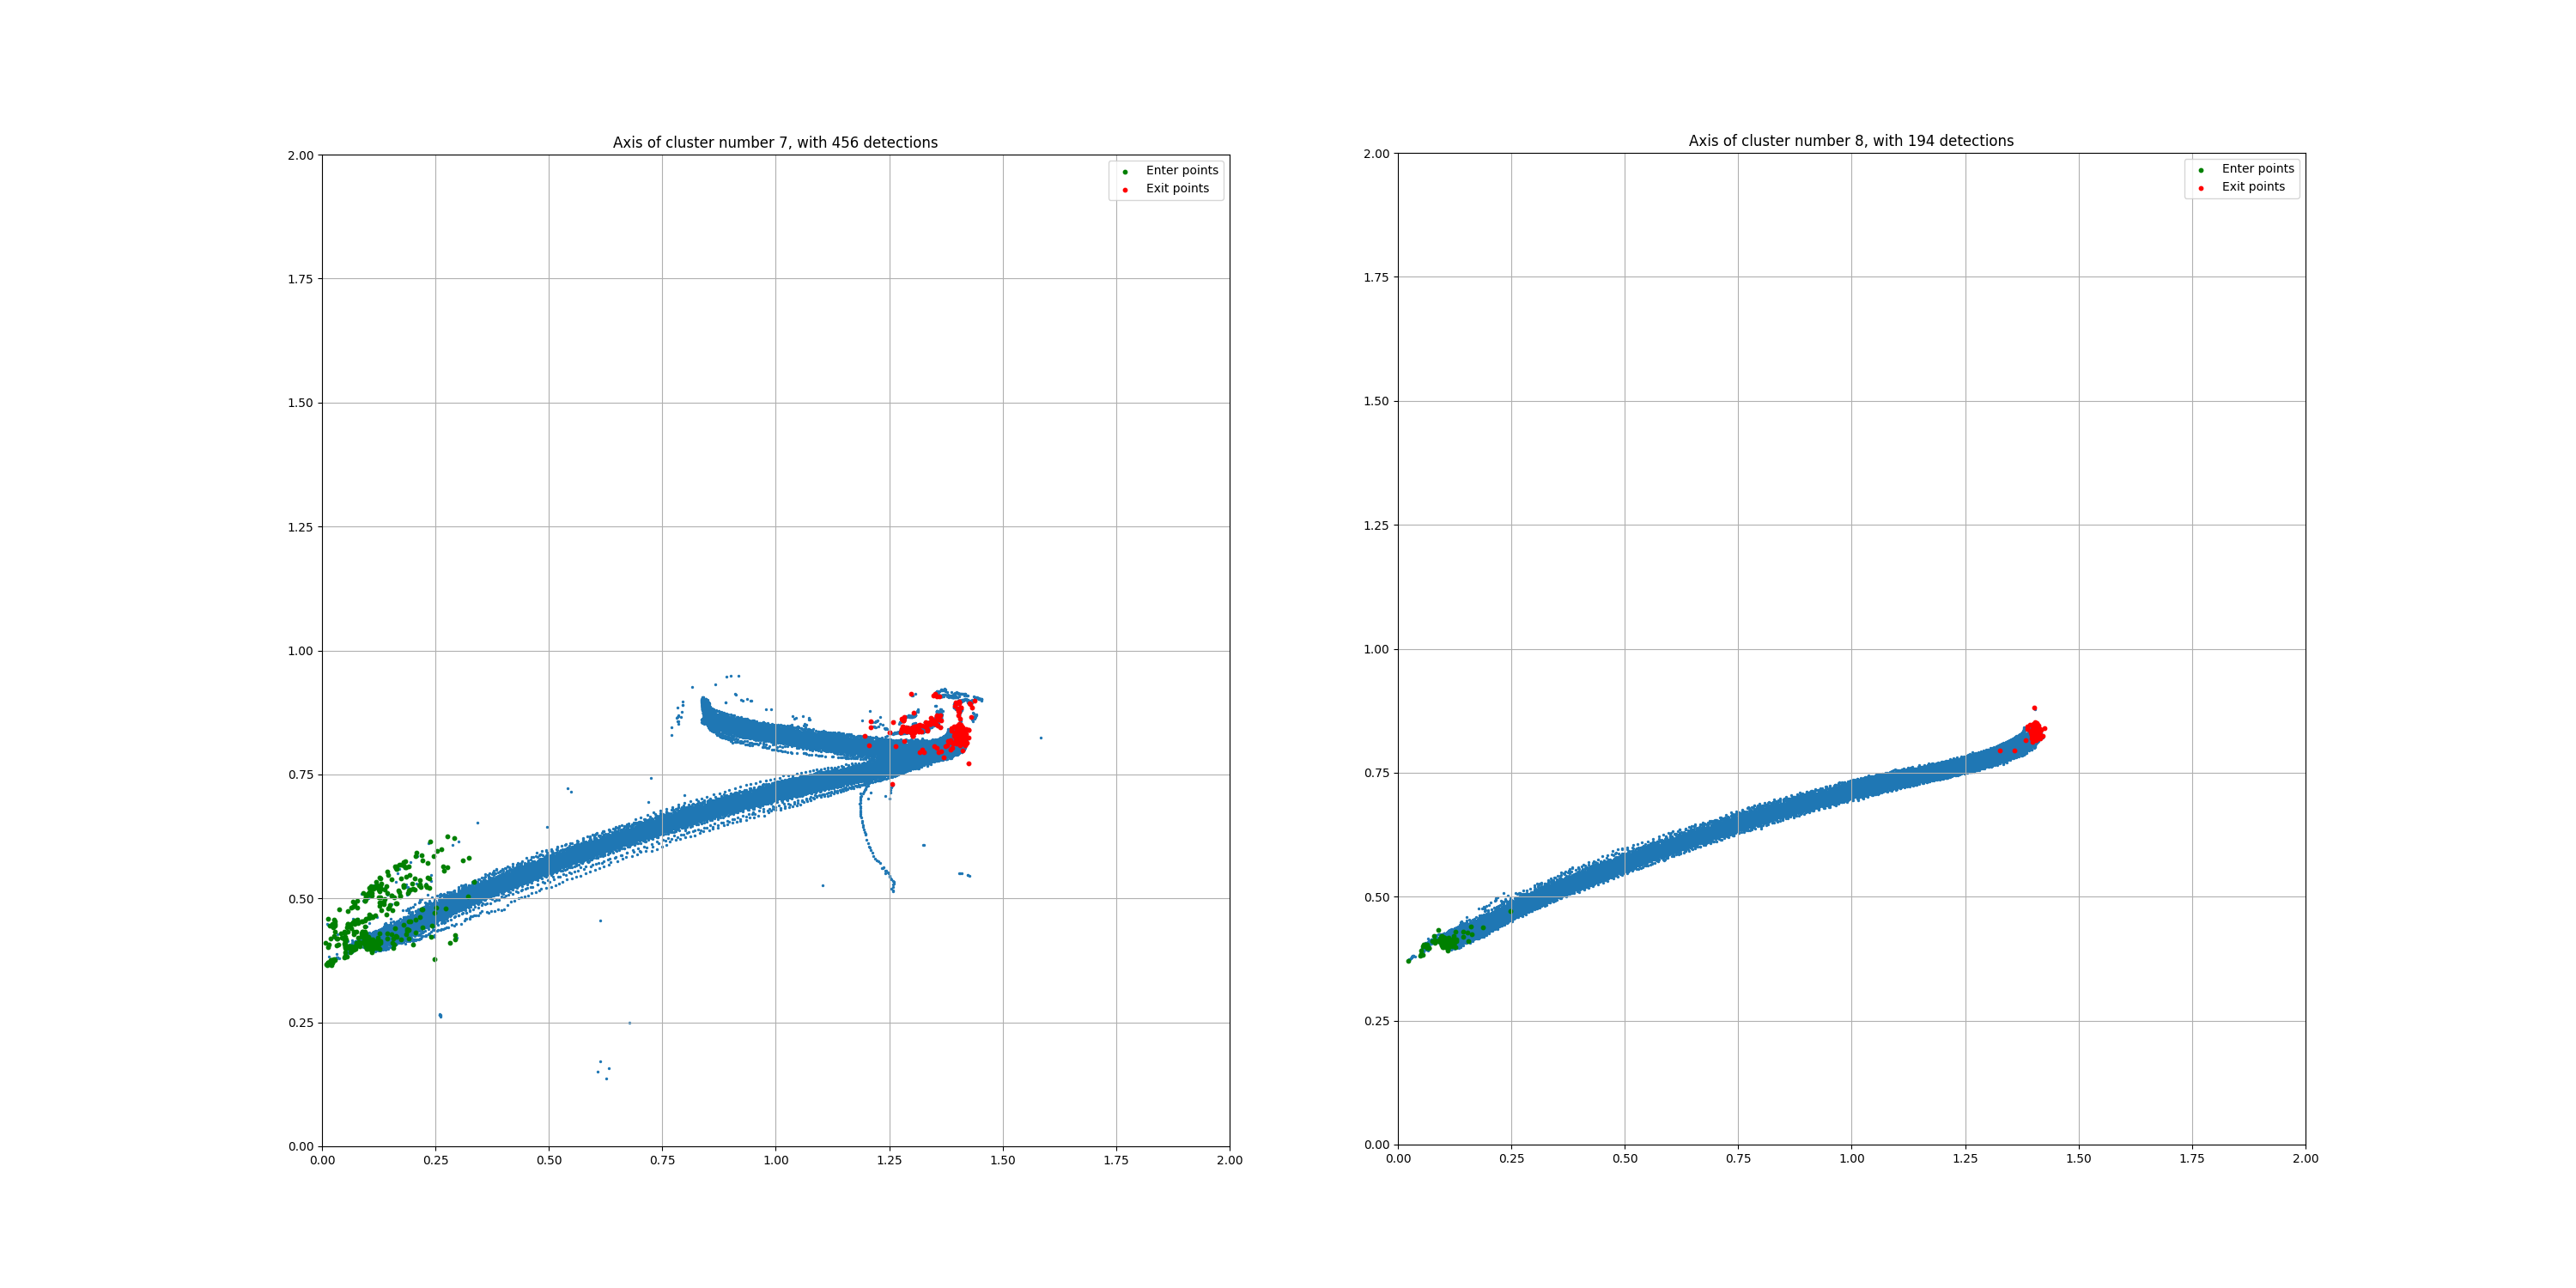 Axis of cluster number 7, with 456 detections
Enter points
Exit points
2.00
1.75
1.50
1.25
1.00
0.75
0.50
0.25
0.00
0.00 0.25 0.50 0.75 1.00 1.25 1.50 1.75 2.00
Axis of cluster number 8, with 194 detections
Enter points
Exit points
2.00
1.75
1.50
1.25
1.00
0.75
0.50
0.25
0.00
0.00 0.25 0.50 0.75 1.00 1.25 1.50 1.75 2.00